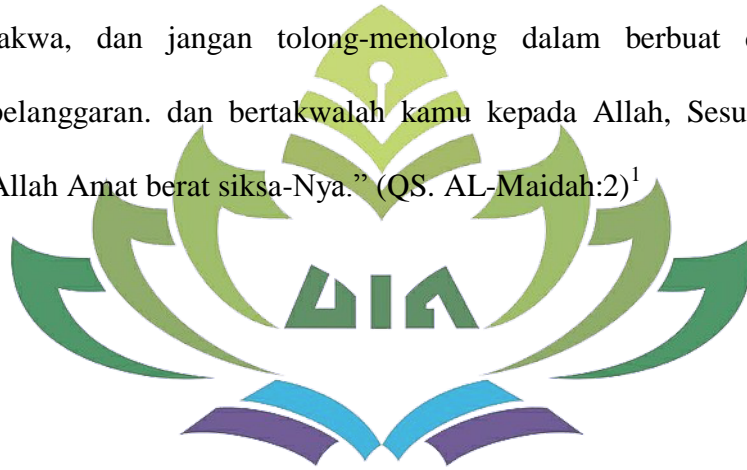 akwa, dan jangan tolong-menolong dalam berbuat
pelanggaran. dan bertakwalah kamu kepada Allah, Sesu
Allah Amat berat siksa-Nya.” (QS. AL-Maidah:2)1
UIN